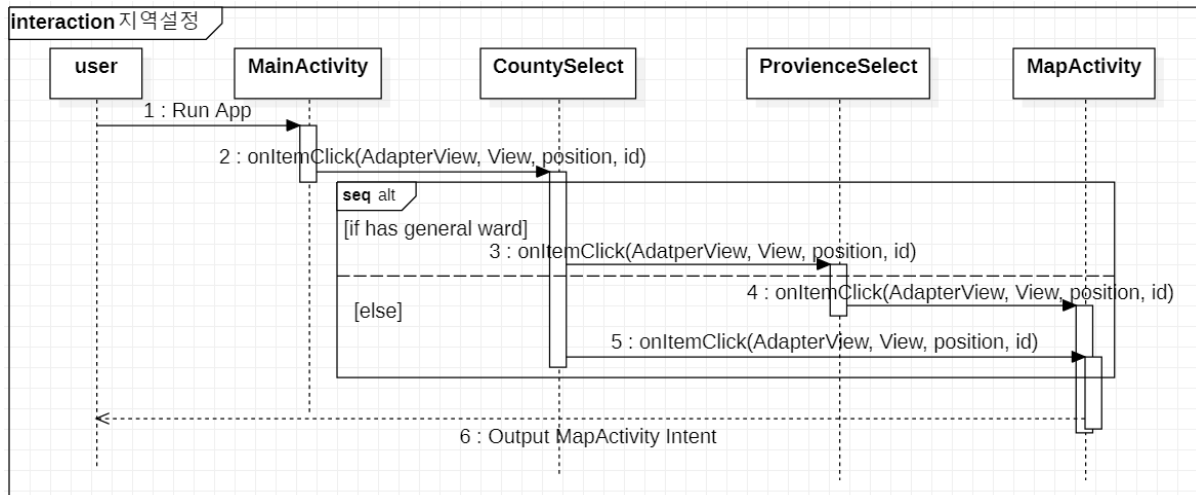 interaction 지역설정
user
MainActivity
CountySelect
ProvienceSelect
MapActivity
1 : Run App
2 : onItemClick(AdapterView, View, position, id)
seq alt
[if has general ward]
3 : onItemClick(AdatperView, View, position, id)
4 : onItemClick(AdapterView, View, position, id)
[else]
5 : onItemClick(AdapterView, View, position, id)
6 : Output MapActivity Intent